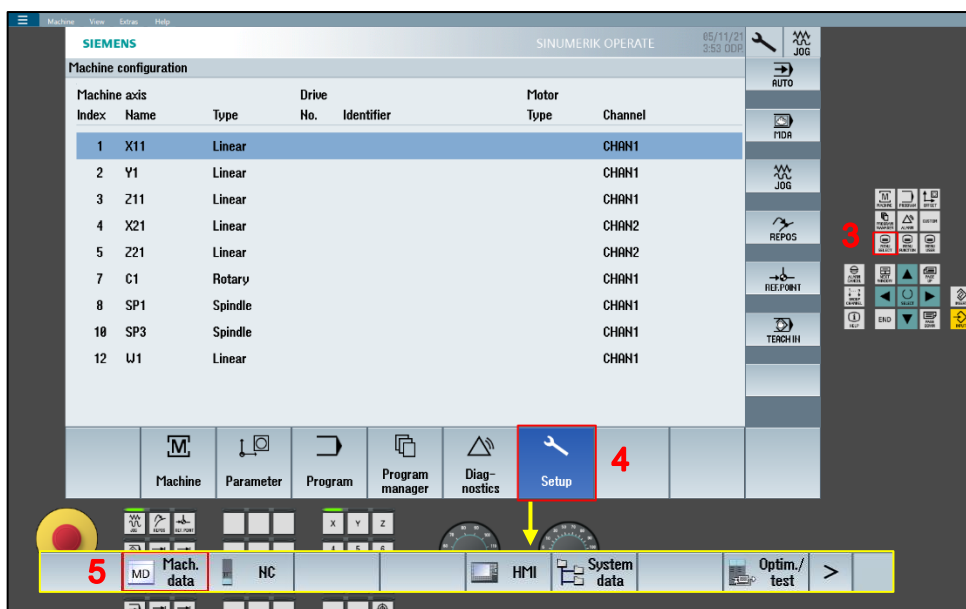 Machine View Extras Help
SIEMENS SINUMERIK OPERATE 05/11/21
3:53 DOP
JOG
Machine configuration
AUTO
Machine axis Drive Motor
Index Name Type No. Identifier Type Channel
MDA
1 X11 Linear CHAN1
2 Y1 Linear CHAN1
JOG
3 Z11 Linear CHAN1
4 X21 Linear CHAN2
REPOS
3
5 Z21 Linear CHAN2
7 C1 Rotary CHAN1
REF.POINT
8 SP1 Spindle CHAN1
10 SP3 Spindle CHAN1
TEACH IN
END
12 W1 Linear CHAN1
Machine Parameter Program Program manager Diag-nostics Setup 4
X Y Z
5 MD Mach. data NC HMI System data Optim./ test >